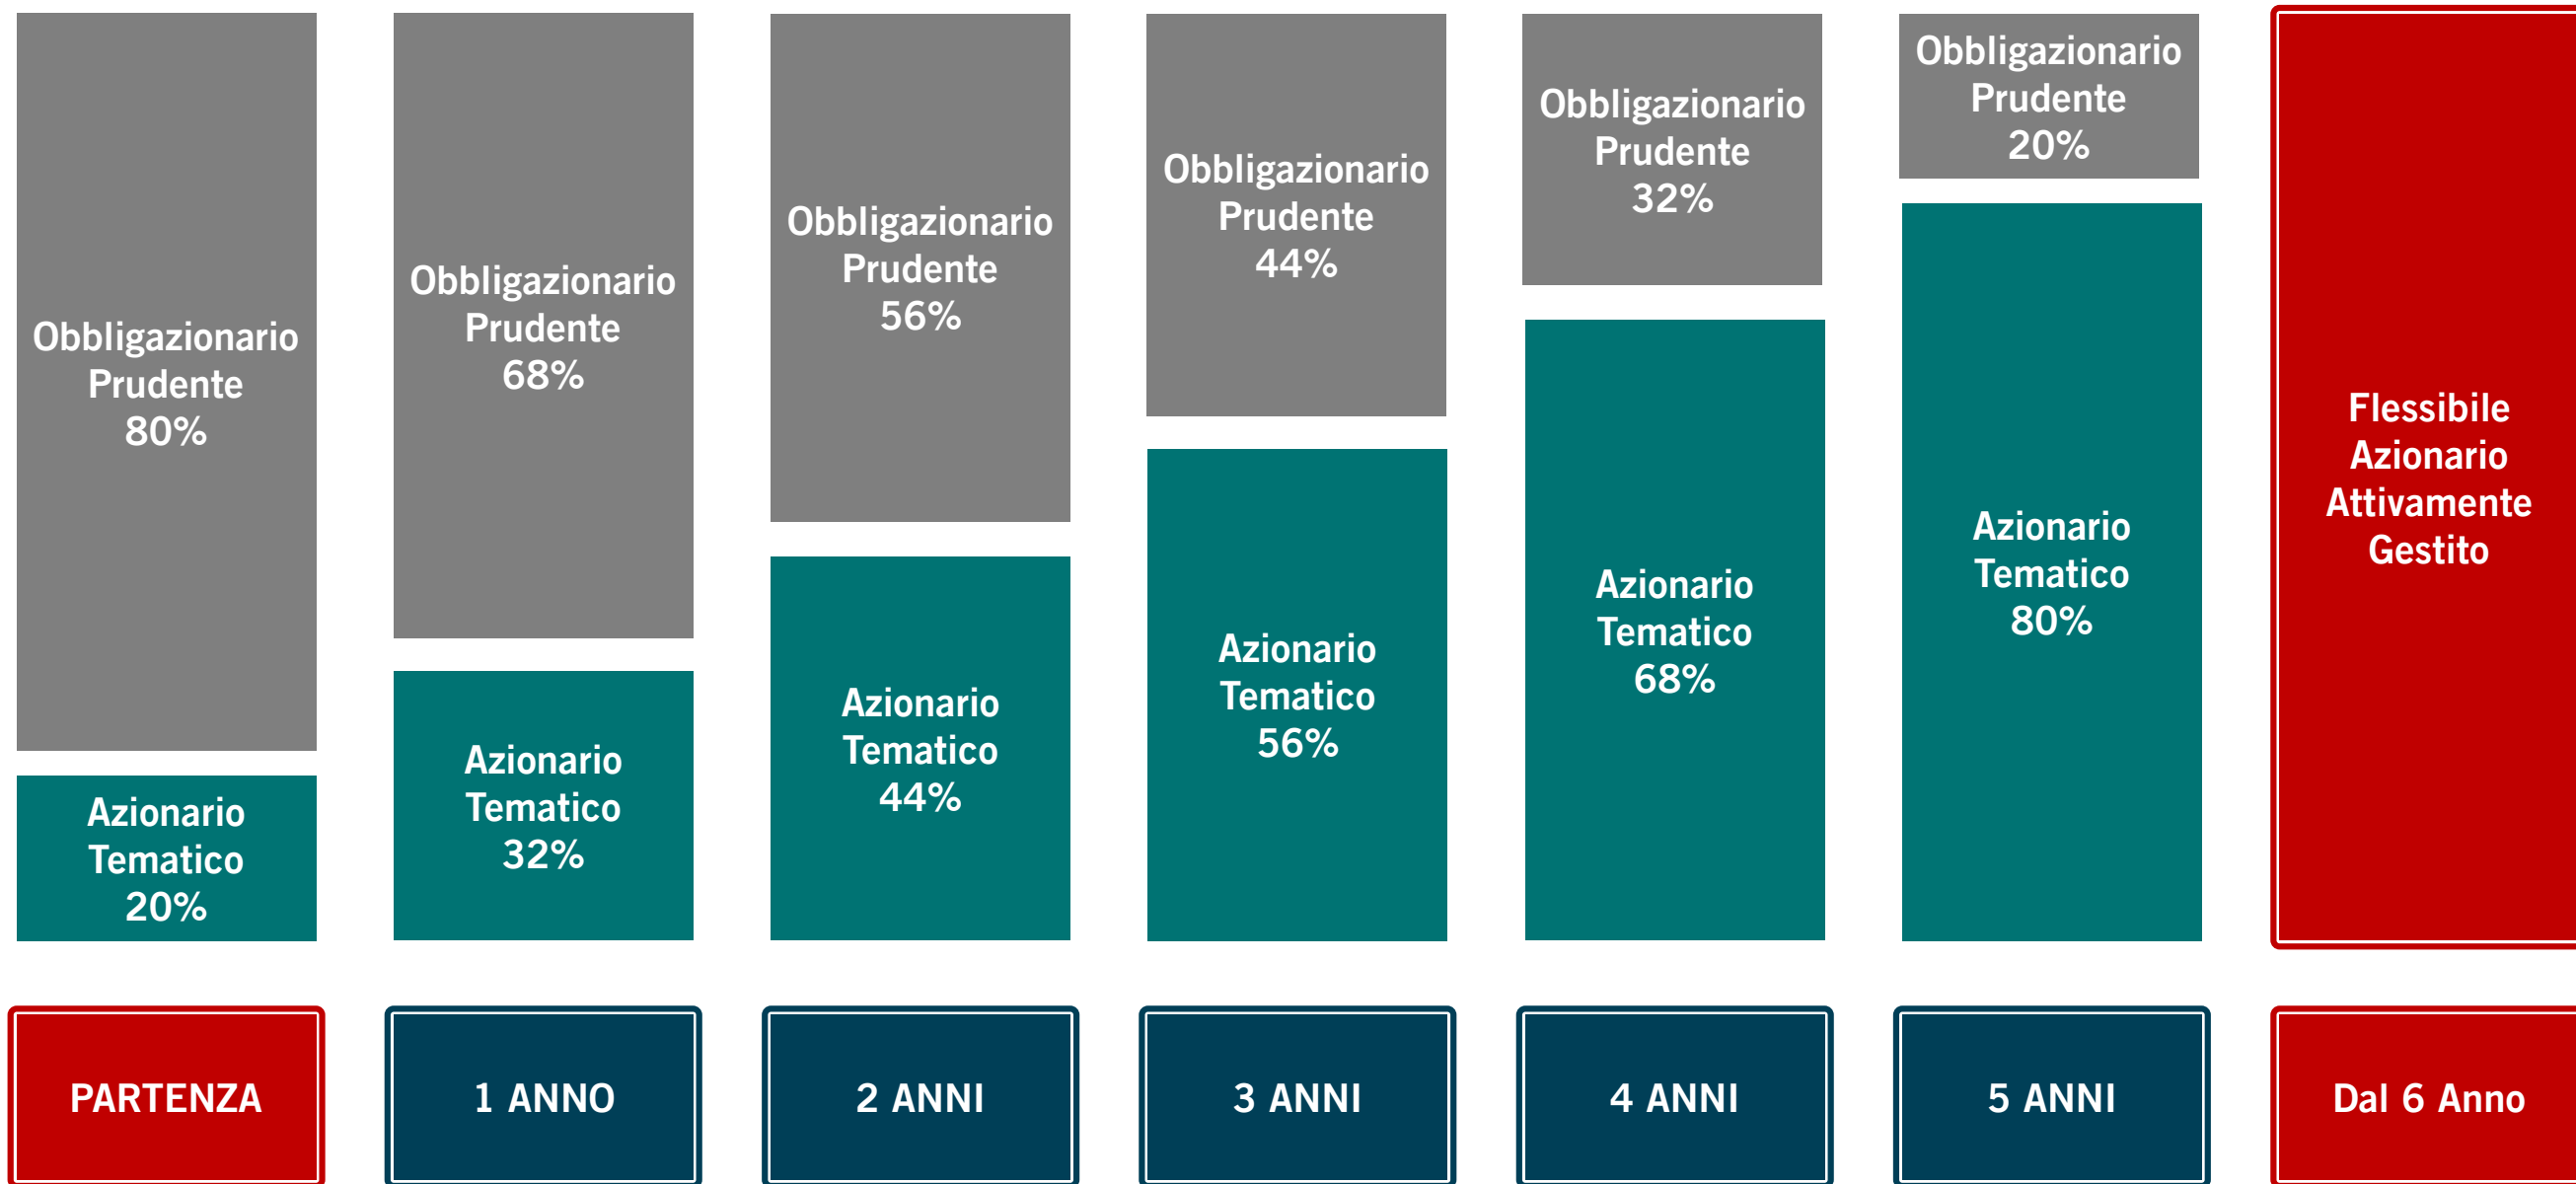 Obbligazionario
Prudente
80%
Azionario
Tematico
20%
PARTENZA
Obbligazionario
Prudente
68%
Azionario
Tematico
32%
1 ANNO
Obbligazionario
Prudente
56%
Azionario
Tematico
44%
2 ANNI
Obbligazionario
Prudente
44%
Azionario
Tematico
56%
3 ANNI
Obbligazionario
Prudente
32%
Azionario
Tematico
68%
4 ANNI
Obbligazionario
Prudente
20%
Azionario
Tematico
80%
5 ANNI
Flessibile
Azionario
Attivamente
Gestito
Dal 6 Anno